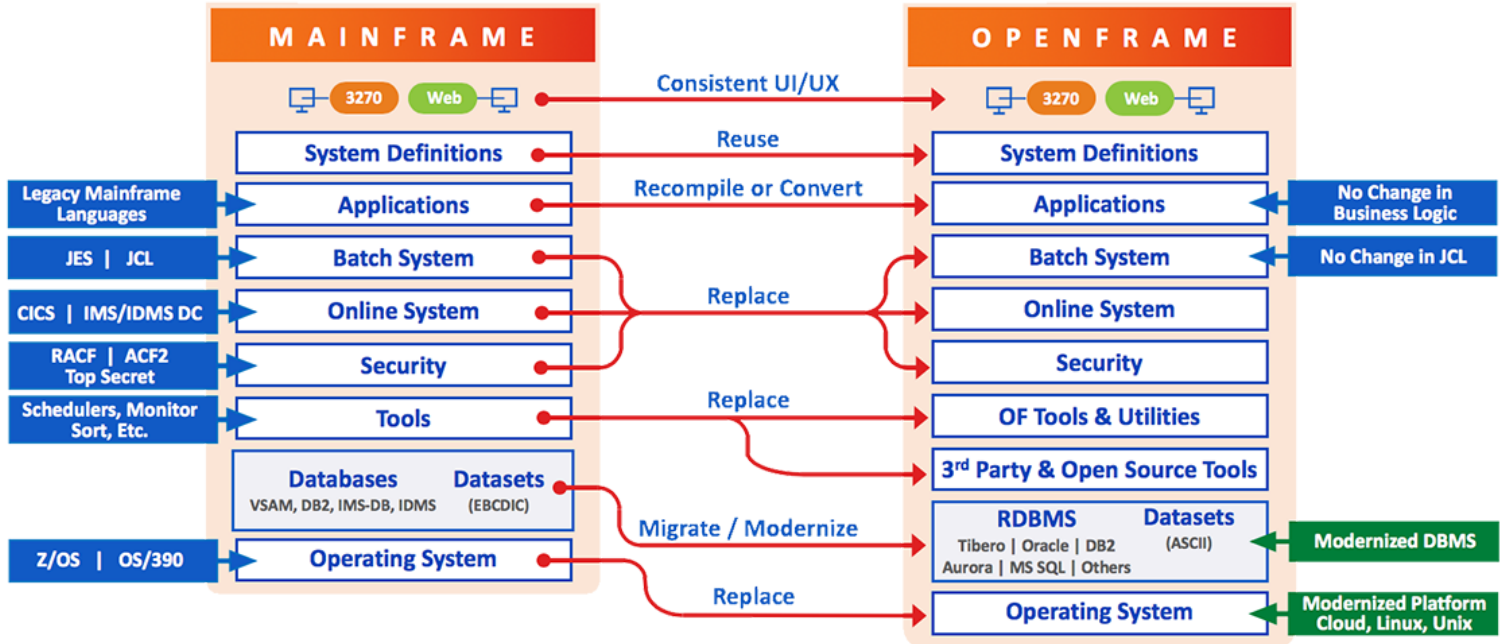 MAINFRAME
OPENFRAME
3270
Web
Consistent UI/UX
3270
Web
System Definitions
Reuse
System Definitions
Legacy Mainframe
Languages
Applications
Recompile or Convert
Applications
No Change in
Business Logic
JES | JCL
Batch System
Batch System
No Change in JCL
CICS | IMS/IDMS DC
Online System
Replace
Online System
RACF | ACF2
Top Secret
Security
Security
Schedulers, Monitor
Sort, Etc.
Tools
Replace
OF Tools & Utilities
3rd Party & Open Source Tools
Databases
VSAM, DB2, IMS-DB, IDMS
Datasets
(EBCDIC)
Migrate / Modernize
RDBMS
Tibero | Oracle | DB2
Aurora | MS SQL | Others
Datasets
(ASCII)
Modernized DBMS
Z/OS | OS/390
Operating System
Replace
Operating System
Modernized Platform
Cloud, Linux, Unix